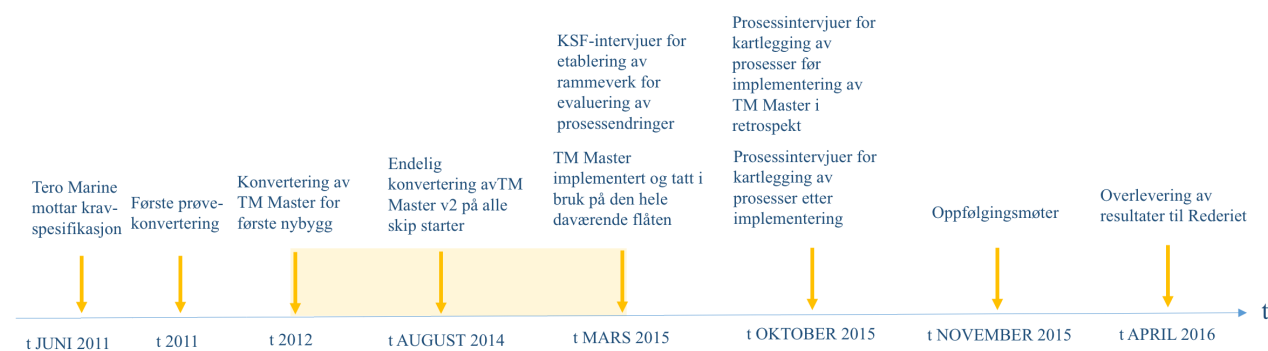 Tero Marine
mottar krav-
spesifikasjon
Første prøve-
konvertering
Konvertering av
TM Master for
første nybygg
Endelig
konvertering avTM
Master v2 på alle
skip starter
KSF-intervjuer for
etablering av
rammeverk for
evaluering av
prosessendringer
TM Master
implementert og tatt i
bruk på den hele
daværende flåten
Prosessintervjuer for
kartlegging av
prosesser før
implementering av
TM Master i
retrospekt
Prosessintervjuer for
kartlegging av
prosesser etter
implementering
Oppfølgingsmøter
Overlevering av
resultater til Rederiet
t
t JUNI 2011
t 2011
t 2012
t AUGUST 2014
t MARS 2015
t OKTOBER 2015
t NOVEMBER 2015
t APRIL 2016